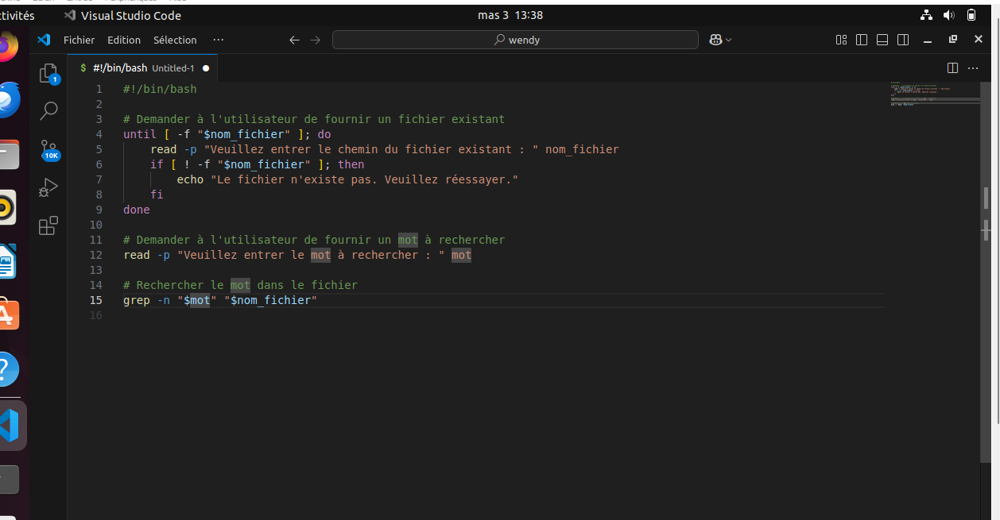 tivités
Visual Studio Code
mas 3 13:38
Fichier Edition Sélection ···
wendy
$ #!/bin/bash Untitled-1
1
10K
1 #!/bin/bash
2
3 # Demander à l'utilisateur de fournir un fichier existant
4 until [ -f "$nom_fichier" ]; do
5 read -p "Veuillez entrer le chemin du fichier existant : " nom_fichier
6 if [ ! -f "$nom_fichier" ]; then
7 echo "Le fichier n'existe pas. Veuillez réessayer."
8 fi
9 done
10
11 # Demander à l'utilisateur de fournir un mot à rechercher
12 read -p "Veuillez entrer le mot à rechercher : " mot
13
14 # Rechercher le mot dans le fichier
15 grep -n "$mot" "$nom_fichier"
16